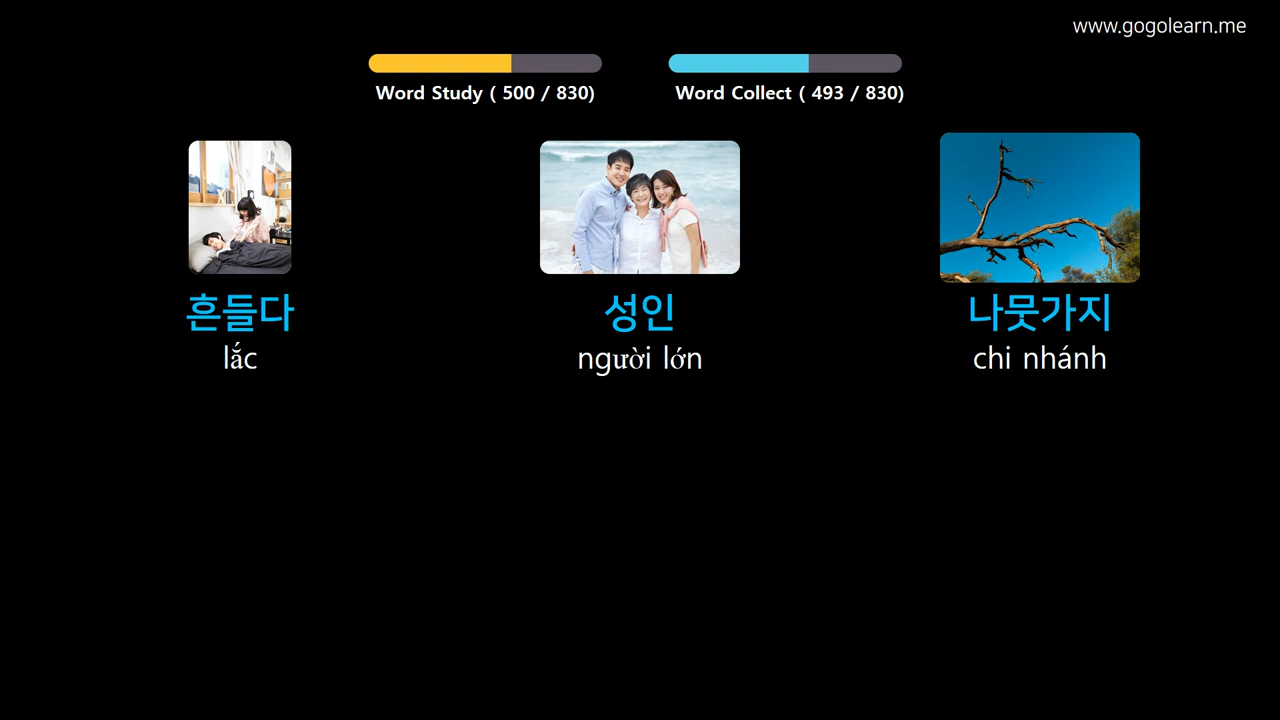 www.gogolearn.me
Word Study ( 500 / 830)
Word Collect ( 493 / 830)
흔들다
성인
나뭇가지
lắc
người lớn
chi nhánh